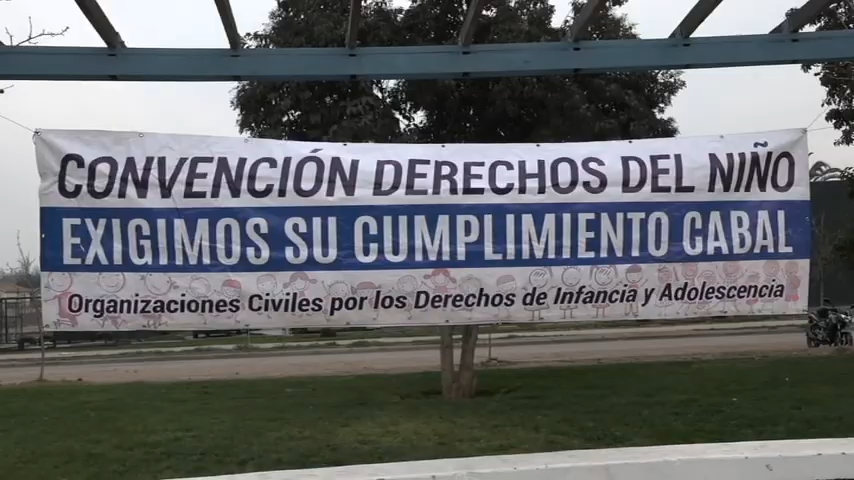 CONVENCIÓN DERECHOS DEL NIÑO
EXIGIMOS SU CUMPLIMIENTO CABAL
Organizaciones Civiles por los Derechos de Infancia y Adolescencia